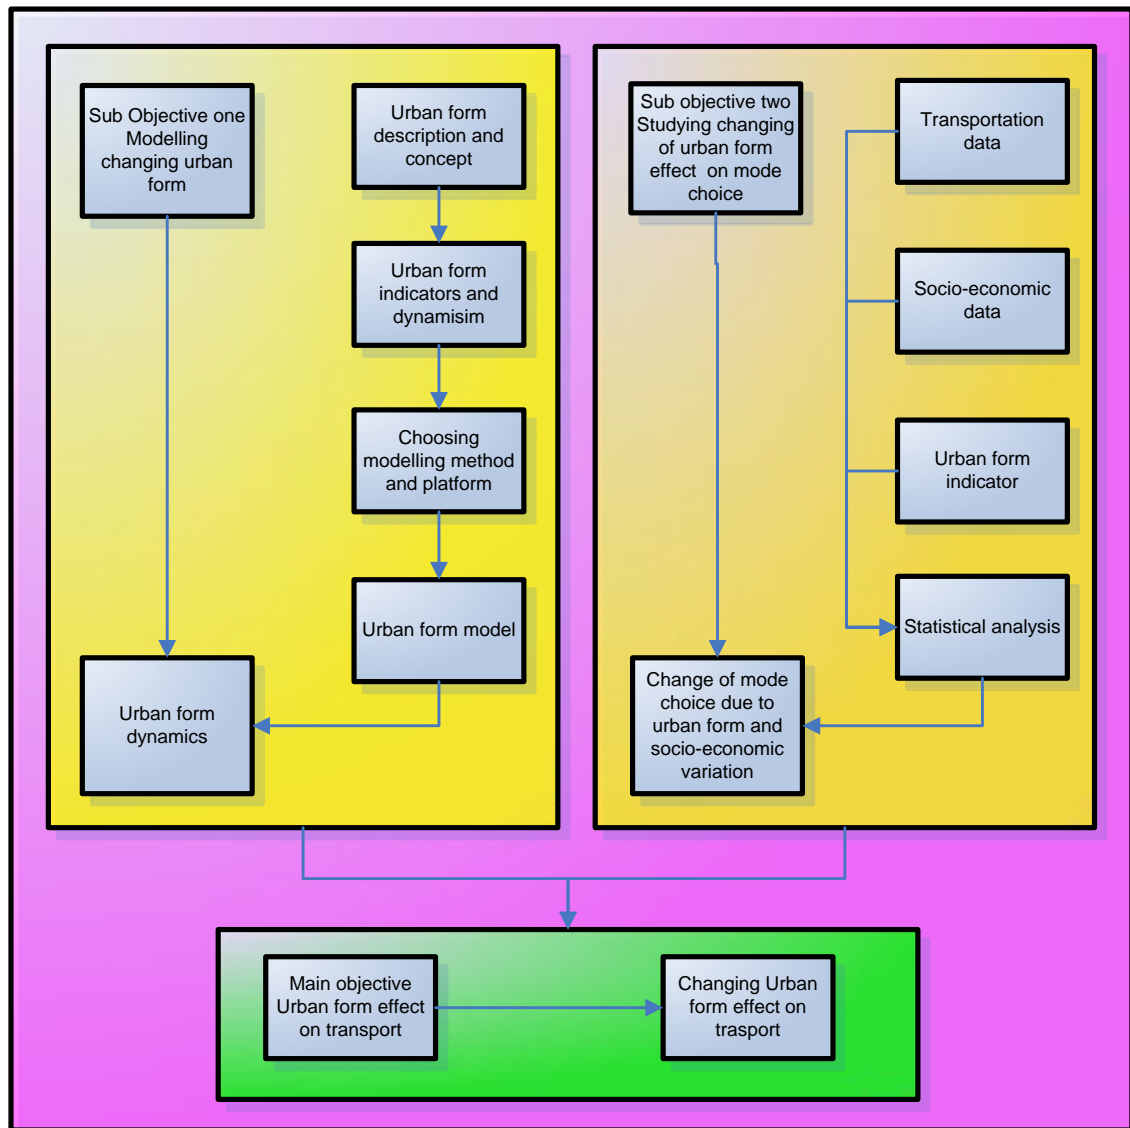 Sub Objective one
Modelling
changing urban
form
Urban form
description and
concept
Urban form
indicators and
dynamisim
Choosing
modelling method
and platform
Urban form model
Urban form
dynamics
Sub objective two
Studying changing
of urban form
effect on mode
choice
Transportation
data
Socio-economic
data
Urban form
indicator
Statistical analysis
Change of mode
choice due to
urban form and
socio-economic
variation
Main objective
Urban form effect
on transport
Changing Urban
form effect on
trasport